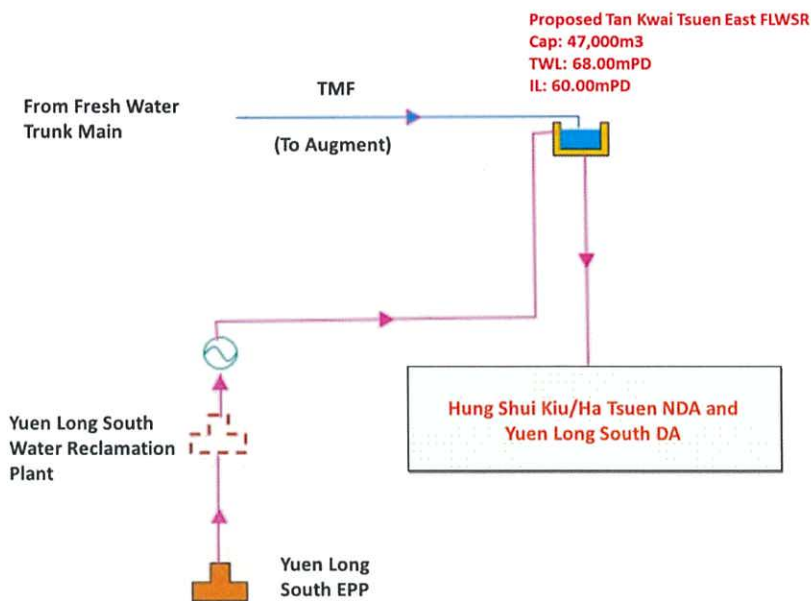 Proposed Tan Kwai Tsuen East FLWSR
Cap: 47,000m3
TWL: 68.00mPD
IL: 60.00mPD
From Fresh Water
Trunk Main
TMF
(To Augment)
Hung Shui Kiu/Ha Tsuen NDA and
Yuen Long South DA
Yuen Long South
Water Reclamation
Plant
Yuen Long
South EPP